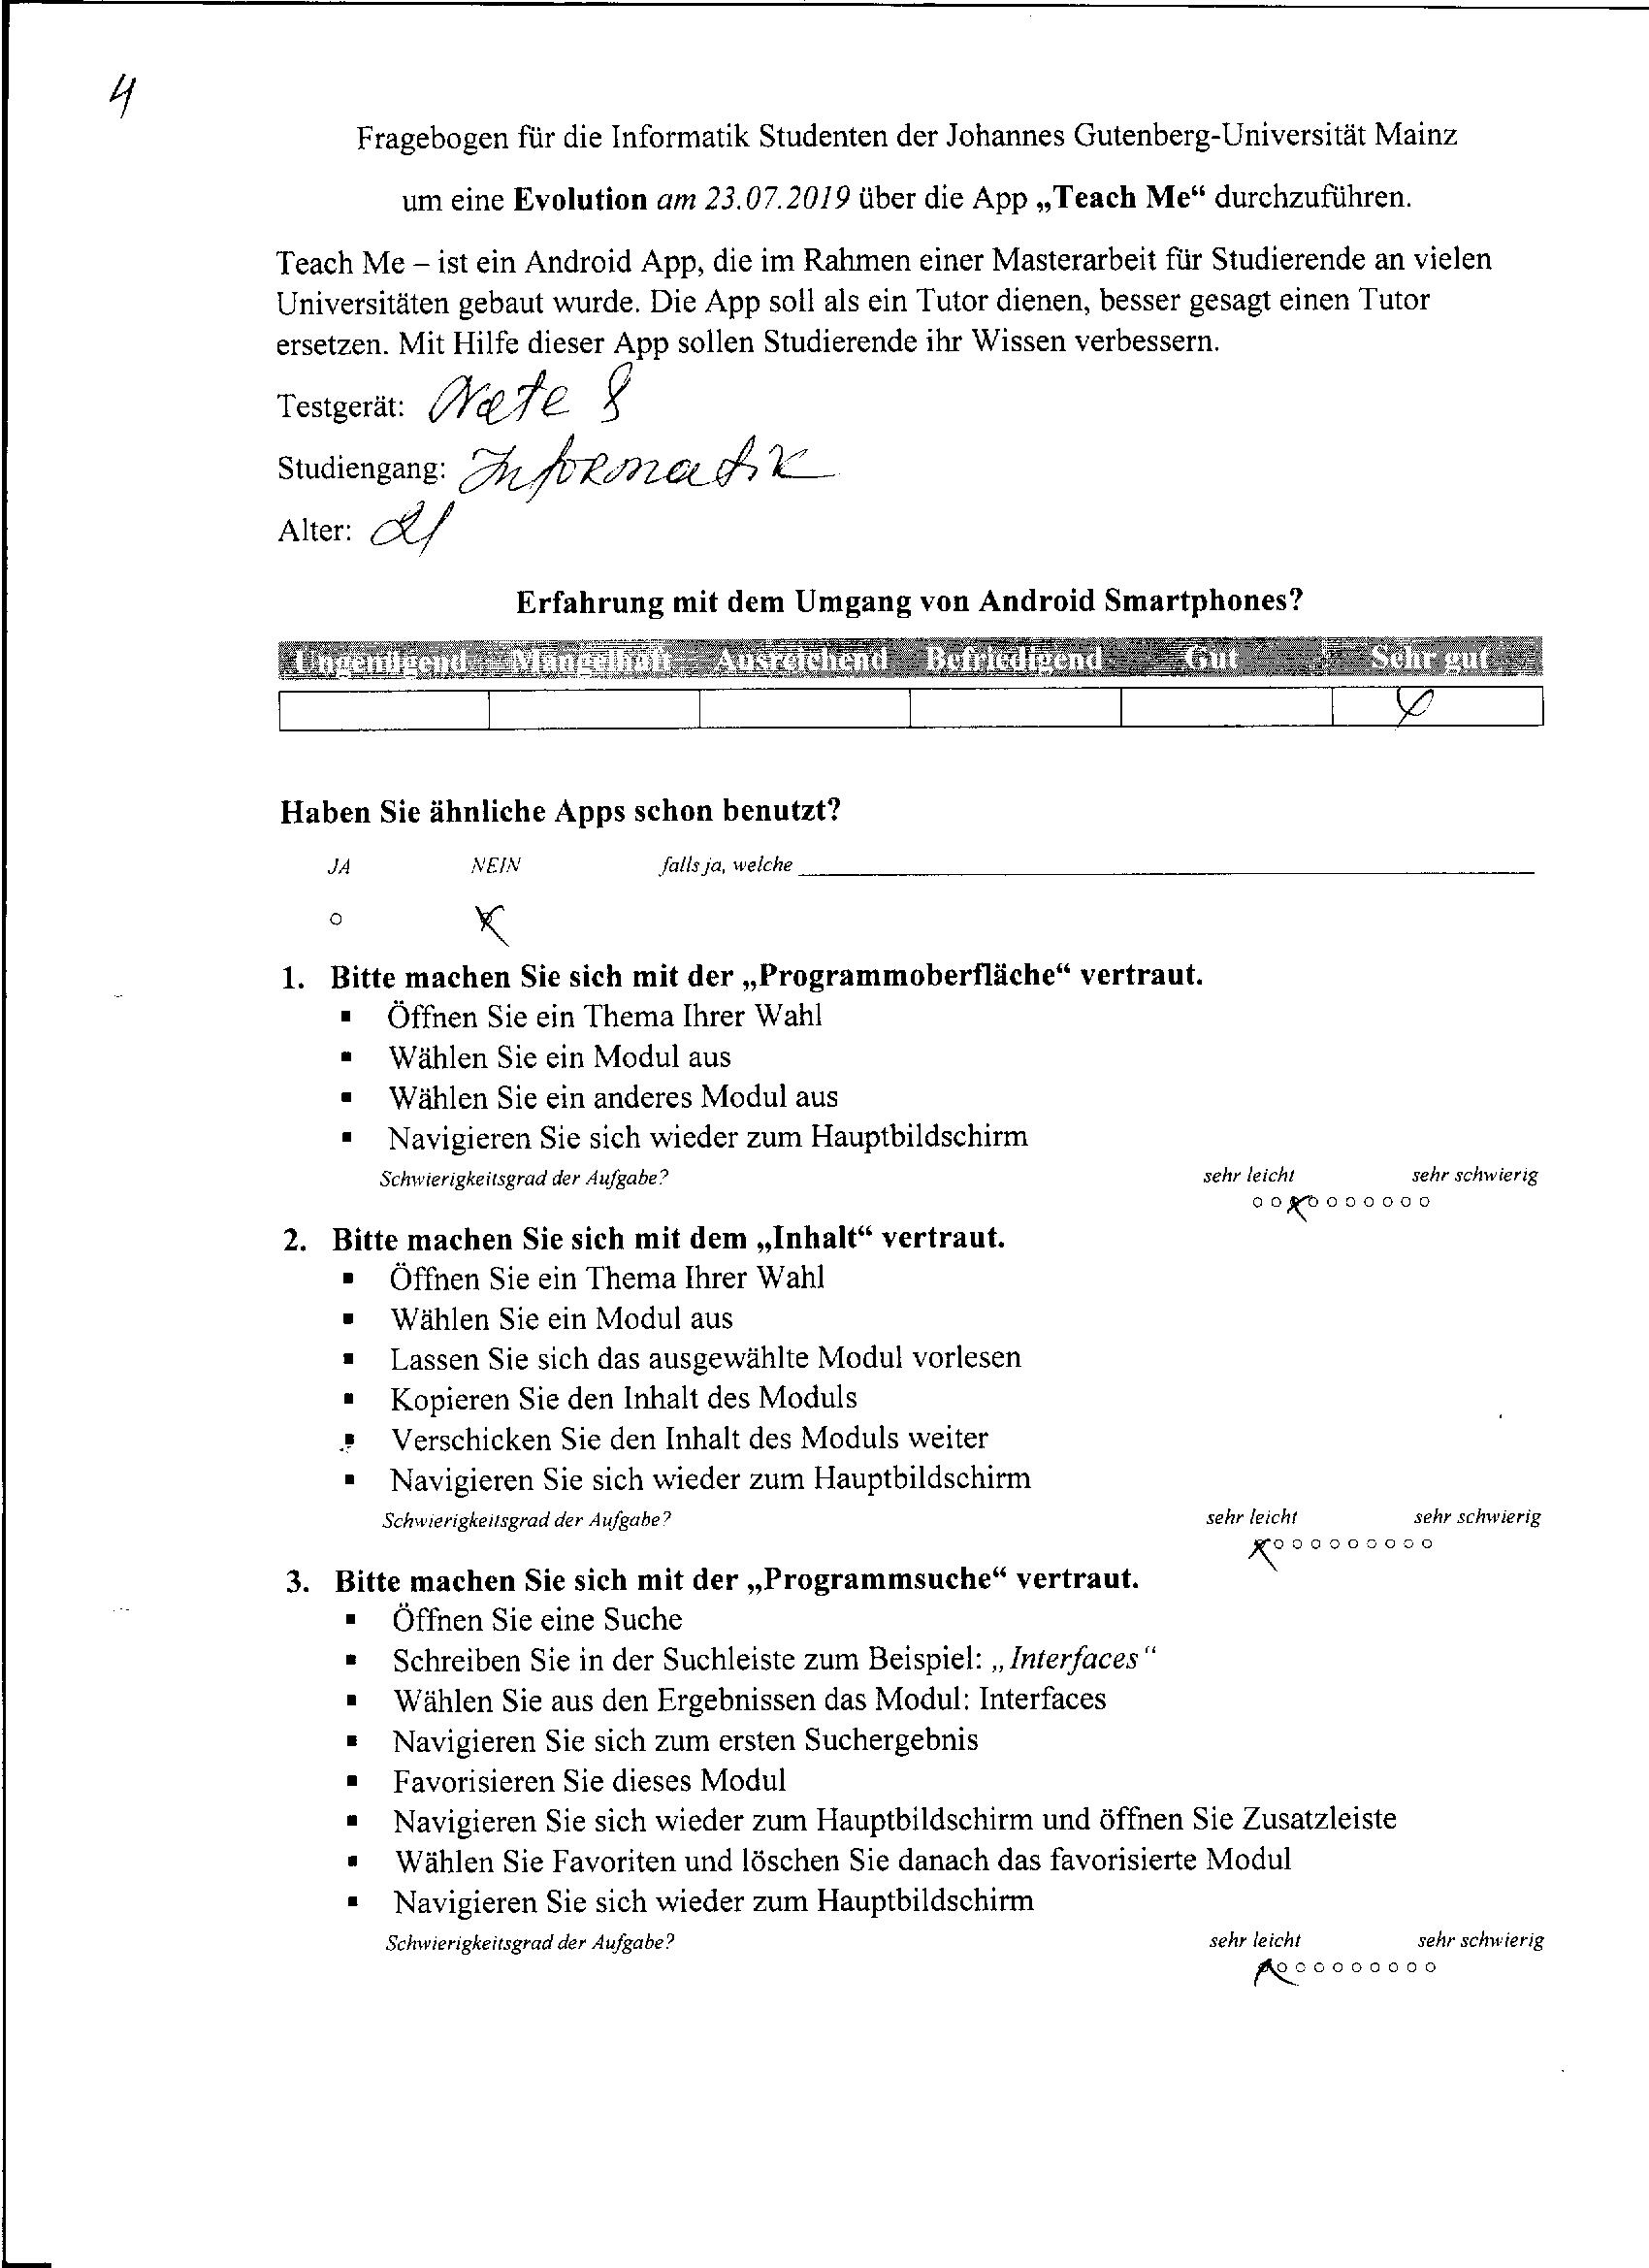 4
Fragebogen für die Informatik Studenten der Johannes Gutenberg-Universität Mainz
um eine Evolution am 23.07.2019 über die App „Teach Me“ durchzuführen.
Teach Me – ist ein Android App, die im Rahmen einer Masterarbeit für Studierende an vielen
Universitäten gebaut wurde. Die App soll als ein Tutor dienen, besser gesagt einen Tutor
ersetzen. Mit Hilfe dieser App sollen Studierende ihr Wissen verbessern.
Testgerät: Note 8
Studiengang: Informatik
Alter: 21
Erfahrung mit dem Umgang von Android Smartphones?
Ungenügend Mangelhaft Ausreichend Befriedigend Gut Sehr gut
Haben Sie ähnliche Apps schon benutzt?
JA NEIN falls ja, welche
1. Bitte machen Sie sich mit der „Programmoberfläche“ vertraut.
▪ Öffnen Sie ein Thema Ihrer Wahl
▪ Wählen Sie ein Modul aus
▪ Wählen Sie ein anderes Modul aus
▪ Navigieren Sie sich wieder zum Hauptbildschirm
Schwierigkeitsgrad der Aufgabe? sehr leicht sehr schwierig
2. Bitte machen Sie sich mit dem „Inhalt“ vertraut.
▪ Öffnen Sie ein Thema Ihrer Wahl
▪ Wählen Sie ein Modul aus
▪ Lassen Sie sich das ausgewählte Modul vorlesen
▪ Kopieren Sie den Inhalt des Moduls
▪ Verschicken Sie den Inhalt des Moduls weiter
▪ Navigieren Sie sich wieder zum Hauptbildschirm
Schwierigkeitsgrad der Aufgabe? sehr leicht sehr schwierig
3. Bitte machen Sie sich mit der „Programmsuche“ vertraut.
▪ Öffnen Sie eine Suche
▪ Schreiben Sie in der Suchleiste zum Beispiel: „Interfaces“
▪ Wählen Sie aus den Ergebnissen das Modul: Interfaces
▪ Navigieren Sie sich zum ersten Suchergebnis
▪ Favorisieren Sie dieses Modul
▪ Navigieren Sie sich wieder zum Hauptbildschirm und öffnen Sie Zusatzleiste
▪ Wählen Sie Favoriten und löschen Sie danach das favorisierte Modul
▪ Navigieren Sie sich wieder zum Hauptbildschirm
Schwierigkeitsgrad der Aufgabe? sehr leicht sehr schwierig